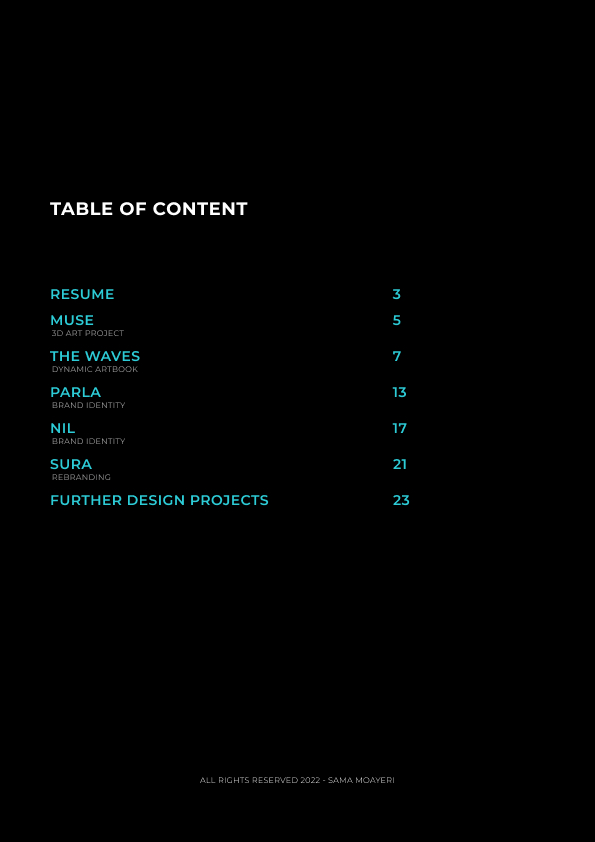 TABLE OF CONTENT
RESUME 3
MUSE 5
3D ART PROJECT
THE WAVES 7
DYNAMIC ARTBOOK
PARLA 13
BRAND IDENTITY
NIL 17
BRAND IDENTITY
SURA 21
REBRANDING
FURTHER DESIGN PROJECTS 23
ALL RIGHTS RESERVED 2022 - SAMA MOAYERI